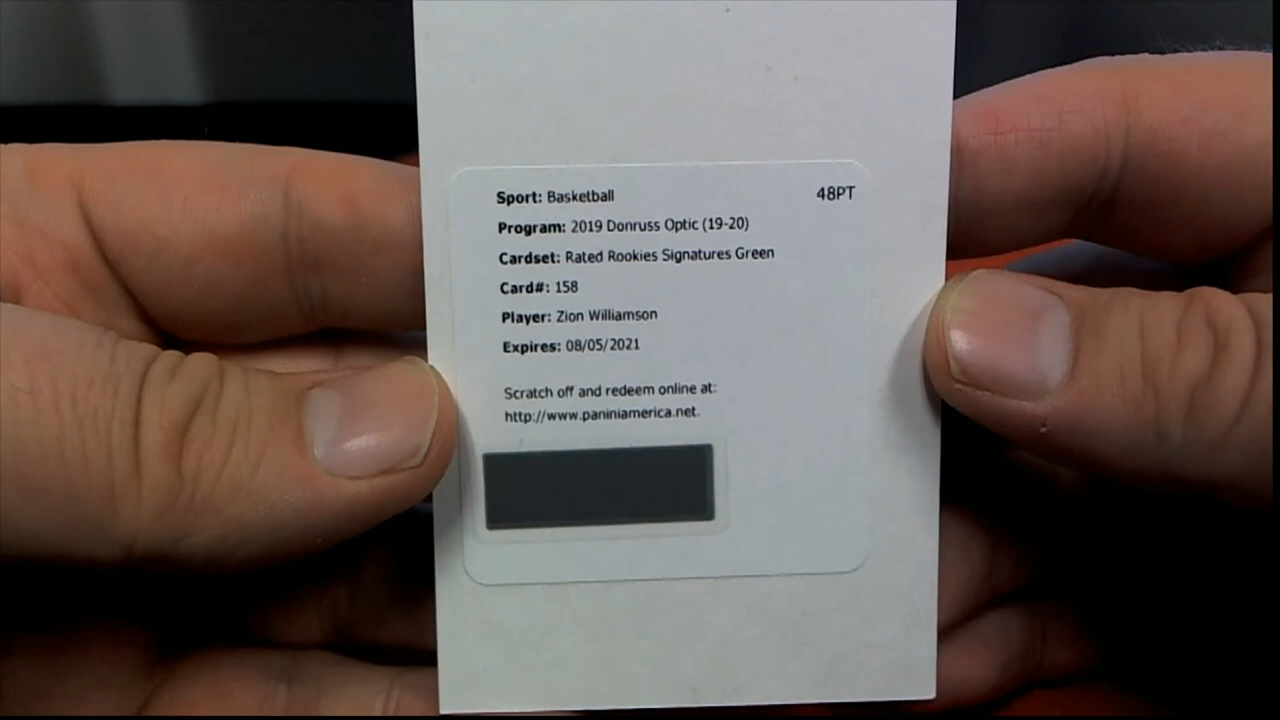 Sport: Basketball 48PT
Program: 2019 Donruss Optic (19-20)
Cardset: Rated Rookies Signatures Green
Card#: 158
Player: Zion Williamson
Expires: 08/05/2021
Scratch off and redeem online at:
http://www.paniniamerica.net.